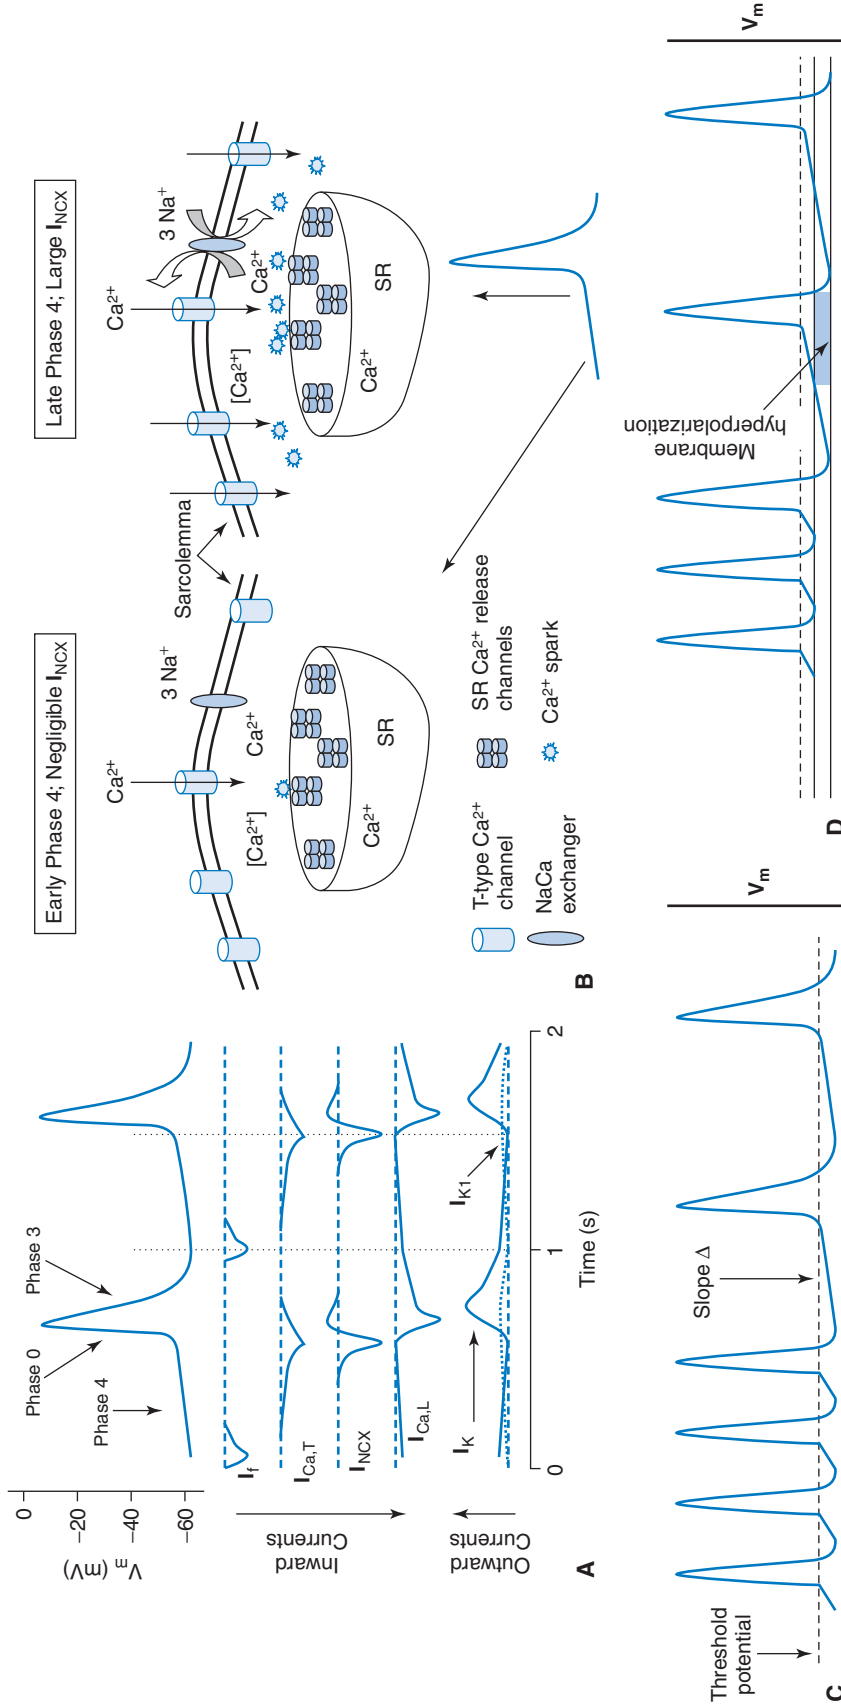 0
−20
−40
−60
V_m (mV)
Phase 0
Phase 3
Phase 4
Inward
Currents
Outward
Currents
I_f
I_Ca,T
I_NCX
I_Ca,L
I_K
I_K1
0
1
2
Time (s)
A
Early Phase 4; Negligible I_NCX
Late Phase 4; Large I_NCX
Ca²⁺
3 Na⁺
Sarcolemma
Ca²⁺
3 Na⁺
[Ca²⁺]
Ca²⁺
[Ca²⁺]
Ca²⁺
Ca²⁺
SR
Ca²⁺
SR
T-type Ca²⁺
channel
SR Ca²⁺ release
channels
NaCa
exchanger
Ca²⁺ spark
B
Threshold
potential
Slope Δ
V_m
C
Membrane
hyperpolarization
V_m
D